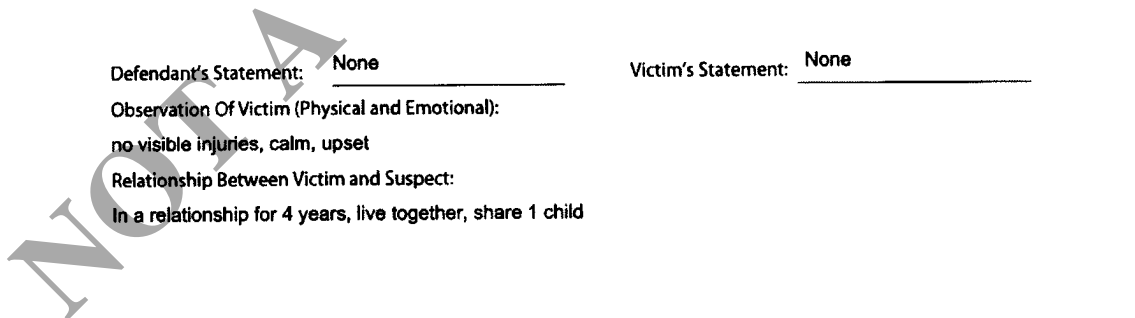 Defendant's Statement: None Victim's Statement: None
Observation Of Victim (Physical and Emotional):
no visible injuries, calm, upset
Relationship Between Victim and Suspect:
In a relationship for 4 years, live together, share 1 child
NOT A